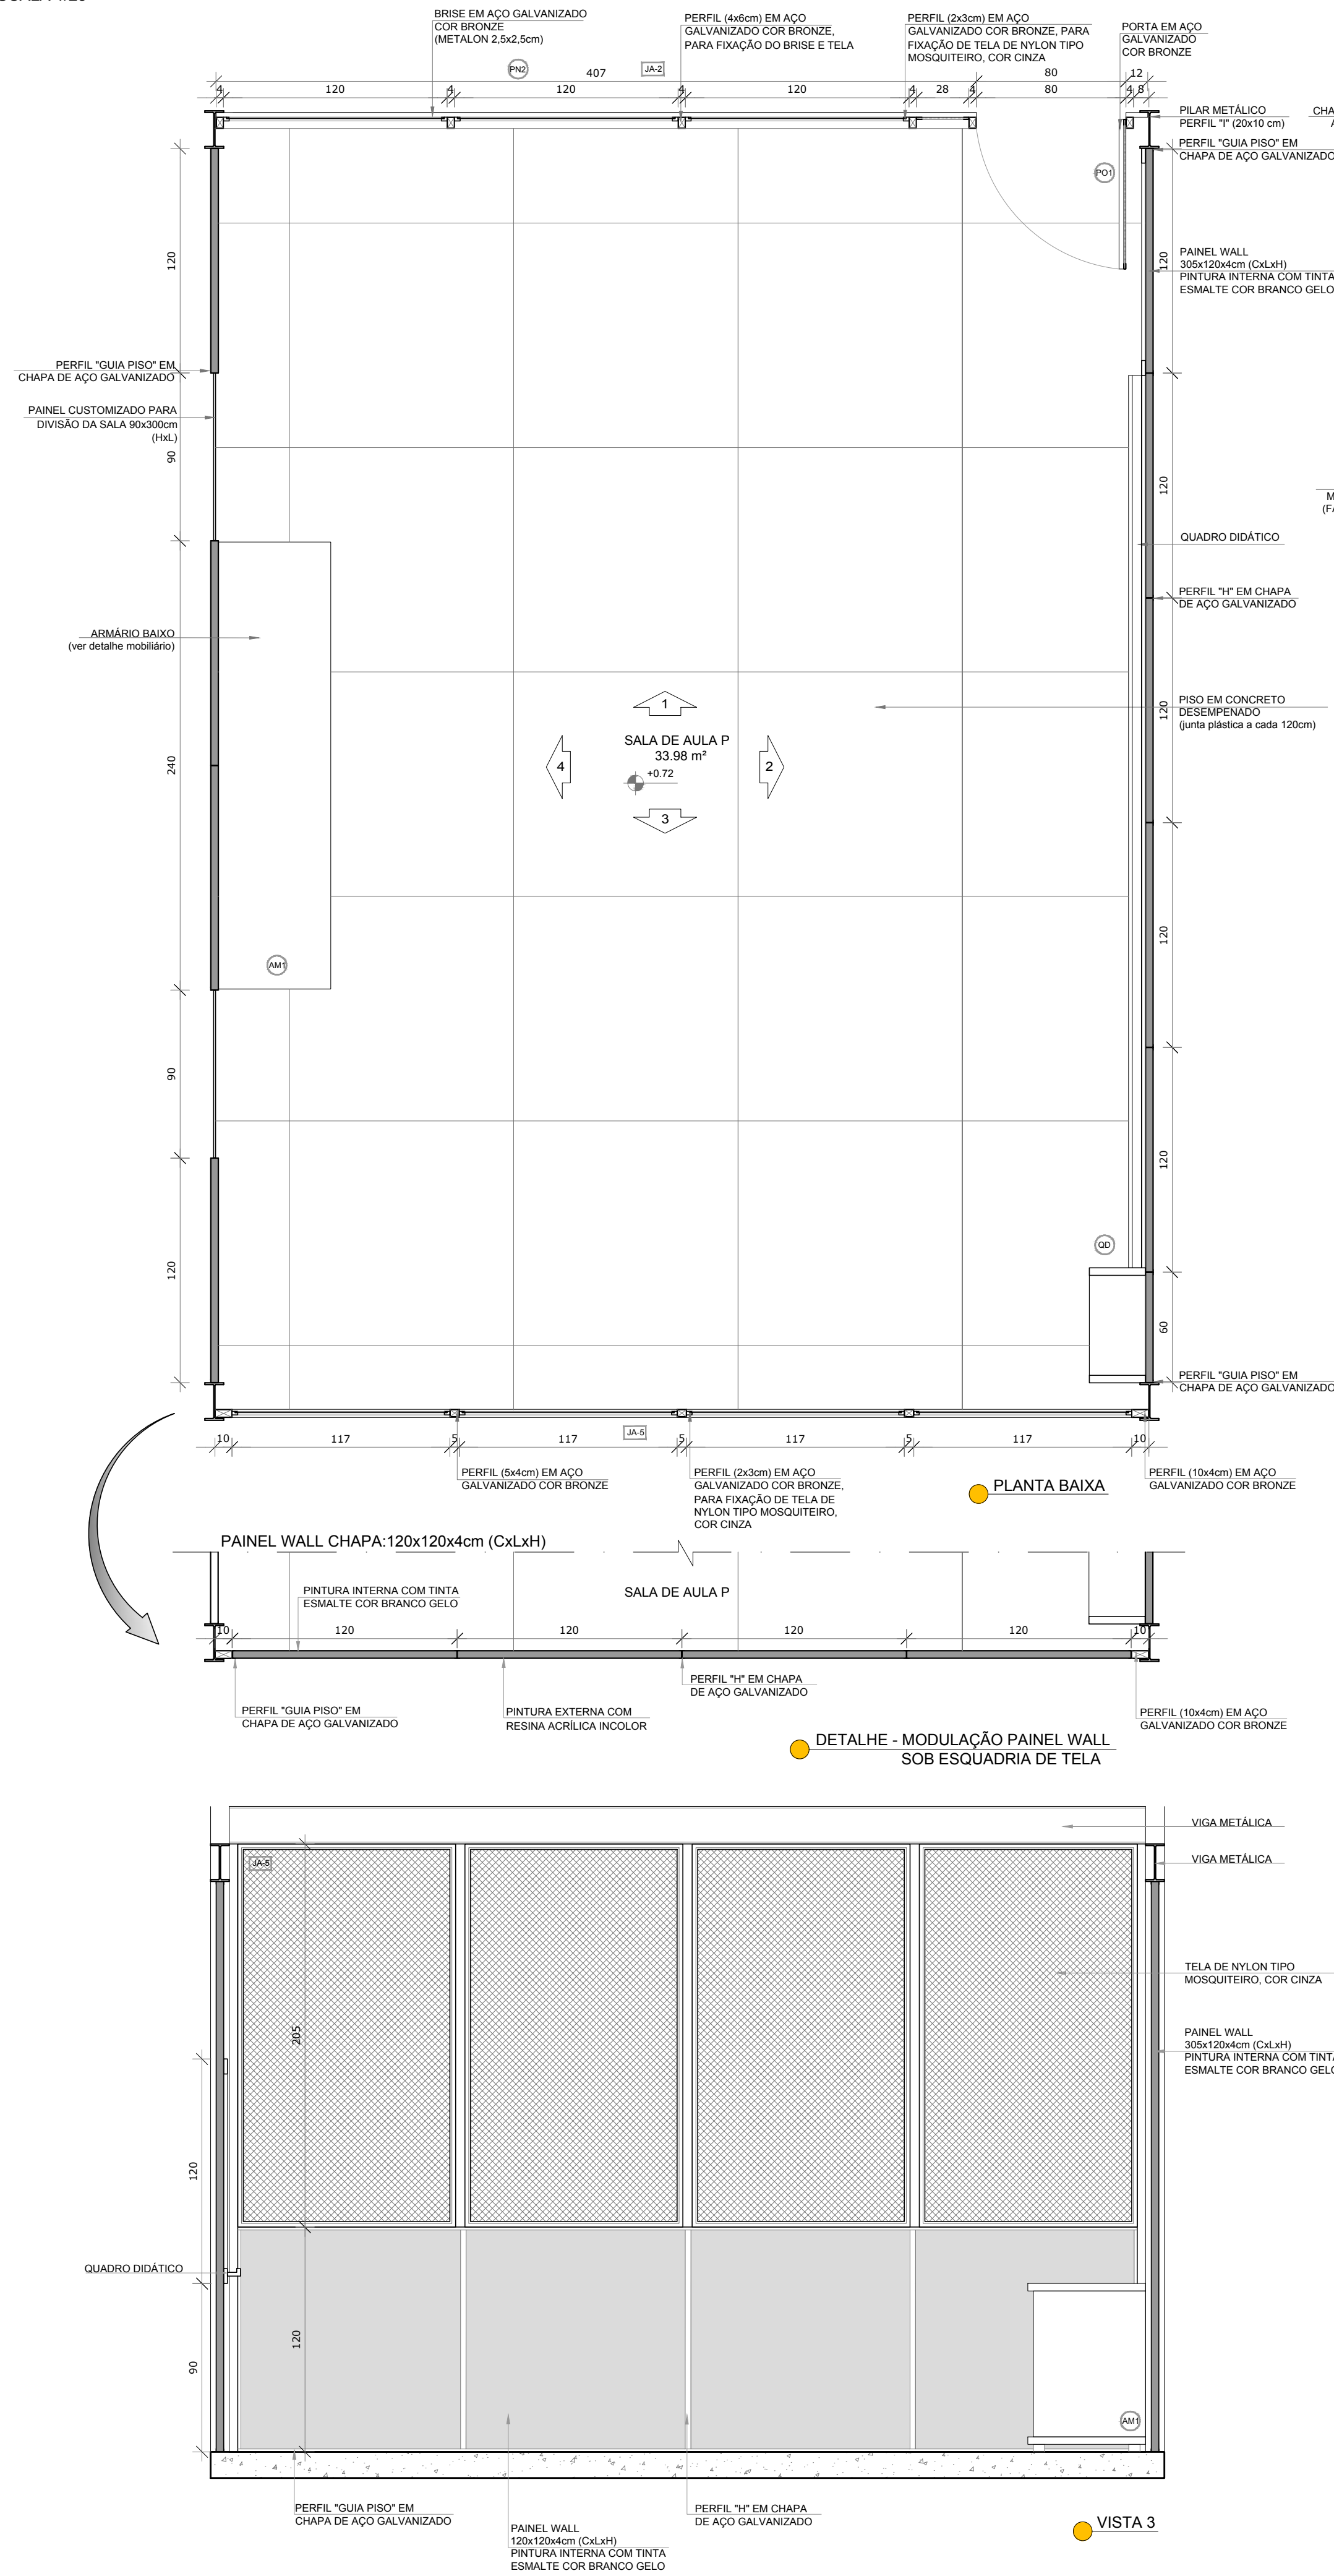 BRISE EM AÇO GALVANIZADO
COR BRONZE
(METALON 2,5x2,5cm)
PERFIL (4x6cm) EM AÇO
GALVANIZADO COR BRONZE,
PARA FIXAÇÃO DO BRISE E TELA
PERFIL (2x3cm) EM AÇO
GALVANIZADO COR BRONZE, PARA
FIXAÇÃO DE TELA DE NYLON TIPO
MOSQUITEIRO, COR CINZA
PORTA EM AÇO
GALVANIZADO
COR BRONZE
PN2
JA-2
407
80
12
4
120
4
120
4
120
4
28
4
80
4
8
PILAR METÁLICO
PERFIL "I" (20x10 cm)
PERFIL "GUIA PISO" EM
CHAPA DE AÇO GALVANIZADO
PO1
120
120
PAINEL WALL
305x120x4cm (CxLxH)
PINTURA INTERNA COM TINTA
ESMALTE COR BRANCO GELO
PERFIL "GUIA PISO" EM
CHAPA DE AÇO GALVANIZADO
PAINEL CUSTOMIZADO PARA
DIVISÃO DA SALA 90x300cm
(HxL)
90
120
QUADRO DIDÁTICO
PERFIL "H" EM CHAPA
DE AÇO GALVANIZADO
ARMÁRIO BAIXO
(ver detalhe mobiliário)
PISO EM CONCRETO
DESEMPENADO
(junta plástica a cada 120cm)
120
1
SALA DE AULA P
33.98 m²
+0.72
4
2
3
240
120
AM1
90
120
QD
120
60
PERFIL "GUIA PISO" EM
CHAPA DE AÇO GALVANIZADO
10
117
5
117
5
117
5
117
10
JA-5
PERFIL (5x4cm) EM AÇO
GALVANIZADO COR BRONZE
PERFIL (2x3cm) EM AÇO
GALVANIZADO COR BRONZE,
PARA FIXAÇÃO DE TELA DE
NYLON TIPO MOSQUITEIRO,
COR CINZA
PERFIL (10x4cm) EM AÇO
GALVANIZADO COR BRONZE
PLANTA BAIXA
PAINEL WALL CHAPA:120x120x4cm (CxLxH)
PINTURA INTERNA COM TINTA
ESMALTE COR BRANCO GELO
SALA DE AULA P
10
120
120
120
120
10
PERFIL "GUIA PISO" EM
CHAPA DE AÇO GALVANIZADO
PINTURA EXTERNA COM
RESINA ACRÍLICA INCOLOR
PERFIL "H" EM CHAPA
DE AÇO GALVANIZADO
PERFIL (10x4cm) EM AÇO
GALVANIZADO COR BRONZE
DETALHE - MODULAÇÃO PAINEL WALL
SOB ESQUADRIA DE TELA
VIGA METÁLICA
VIGA METÁLICA
JA-5
TELA DE NYLON TIPO
MOSQUITEIRO, COR CINZA
205
PAINEL WALL
305x120x4cm (CxLxH)
PINTURA INTERNA COM TINTA
ESMALTE COR BRANCO GELO
120
QUADRO DIDÁTICO
120
90
AM1
PERFIL "GUIA PISO" EM
CHAPA DE AÇO GALVANIZADO
PAINEL WALL
120x120x4cm (CxLxH)
PINTURA INTERNA COM TINTA
ESMALTE COR BRANCO GELO
PERFIL "H" EM CHAPA
DE AÇO GALVANIZADO
VISTA 3